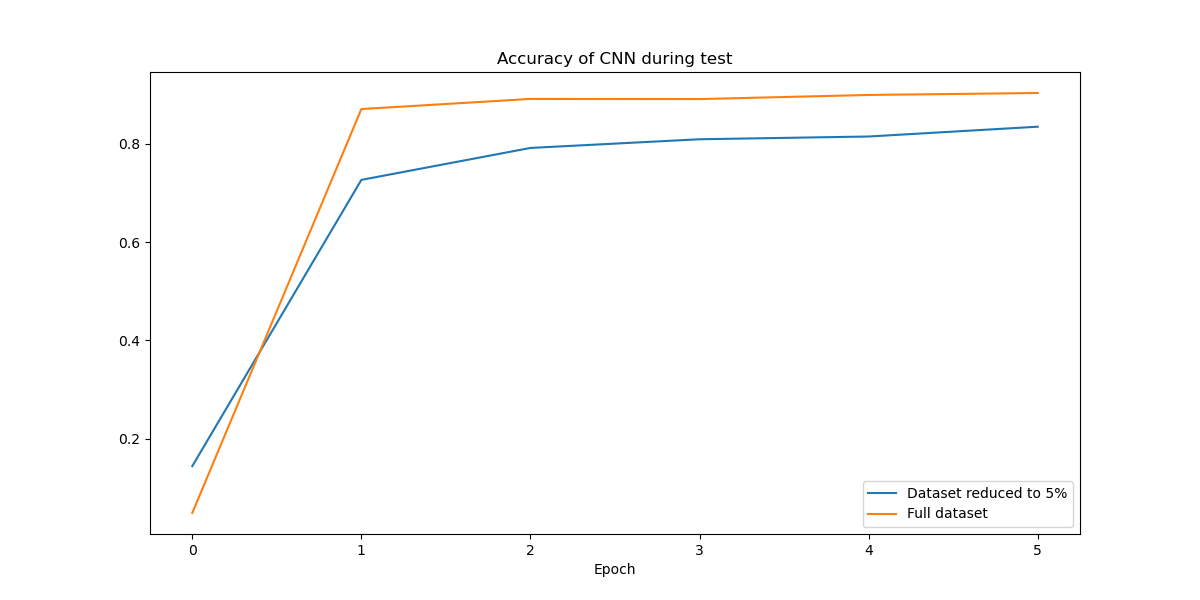 Accuracy of CNN during test
0.8
0.6
0.4
0.2
Dataset reduced to 5%
Full dataset
0 1 2 3 4 5
Epoch